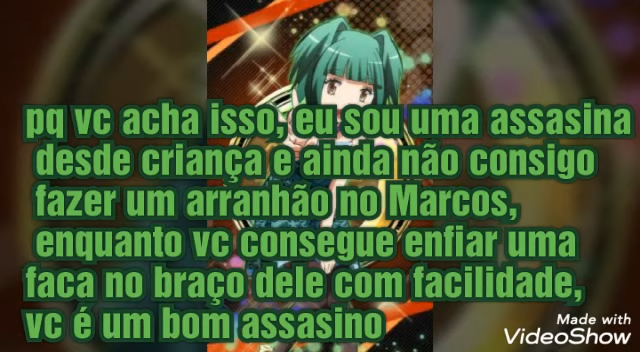 pq vc acha isso, eu sou uma assasina
desde criança e ainda não consigo
fazer um arranhão no Marcos,
enquanto vc consegue enfiar uma
faca no braço dele com facilidade,
vc é um bom assasino
Made with
VideoShow